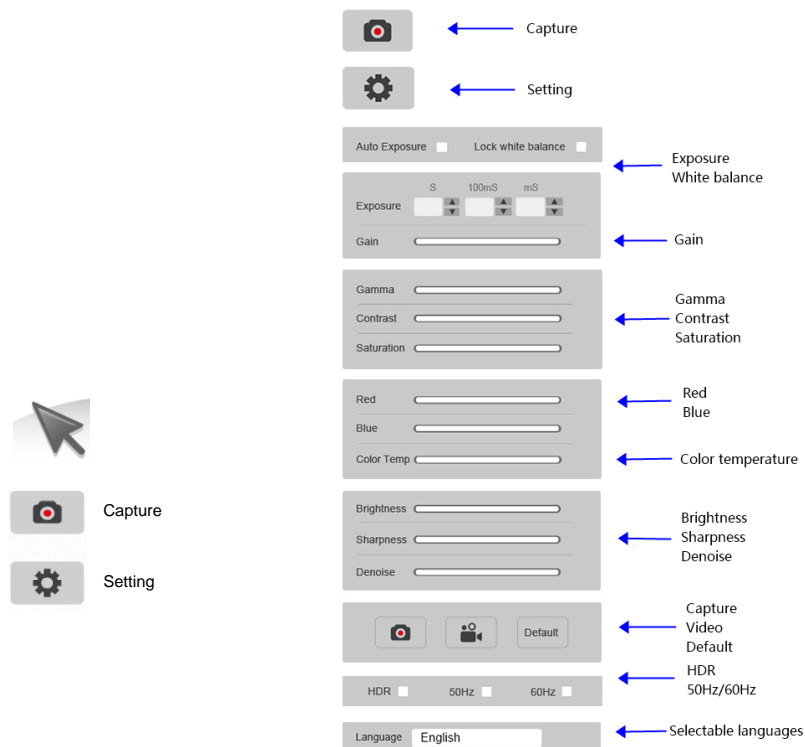 Capture
Setting
Auto Exposure Lock white balance
Exposure
White balance
S 100mS mS
Exposure
Gain
Gain
Gamma
Contrast
Saturation
Gamma
Contrast
Saturation
Red
Blue
Color Temp
Red
Blue
Color temperature
Capture
Setting
Brightness
Sharpness
Denoise
Brightness
Sharpness
Denoise
Default
Capture
Video
Default
HDR 50Hz 60Hz
HDR
50Hz/60Hz
Language English
Selectable languages